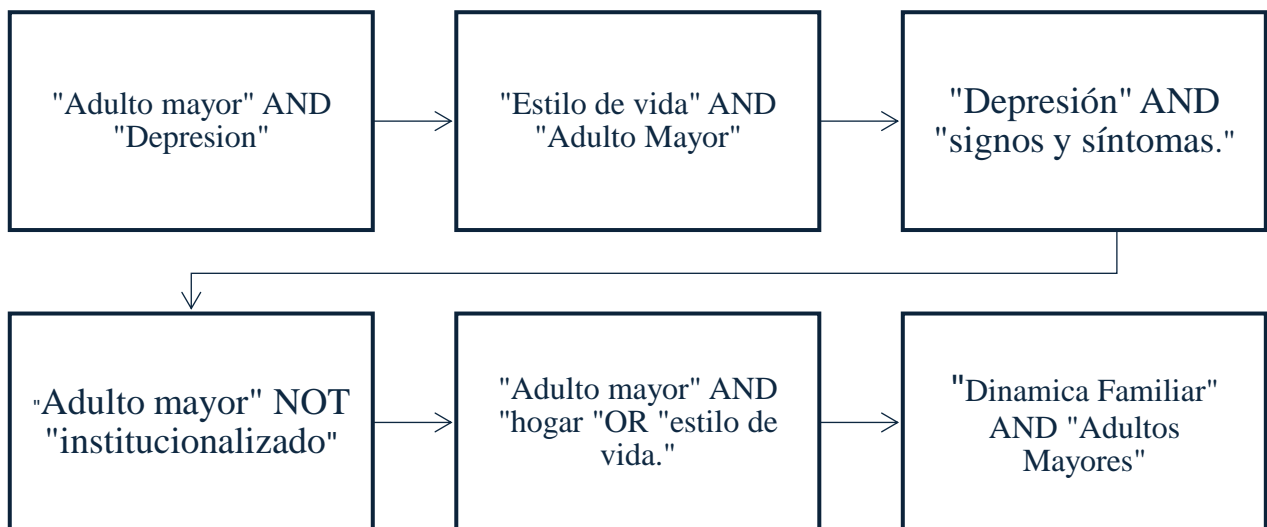 "Adulto mayor" AND
"Depresion"
"Estilo de vida" AND
"Adulto Mayor"
"Depresión" AND
"signos y síntomas."
"Adulto mayor" NOT
"institucionalizado"
"Adulto mayor" AND
"hogar "OR "estilo de
vida."
"Dinamica Familiar"
AND "Adultos
Mayores"